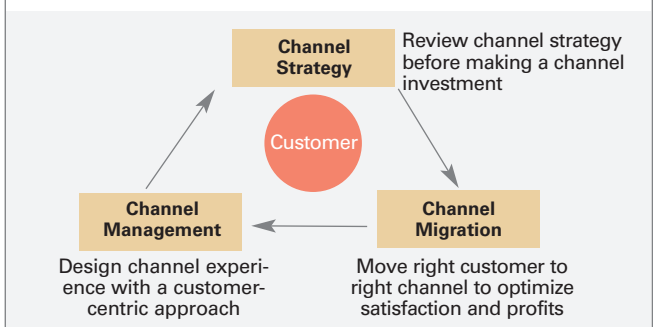 Channel
Strategy
Review channel strategy
before making a channel
investment
Customer
Channel
Management
Design channel experi-
ence with a customer-
centric approach
Channel
Migration
Move right customer to
right channel to optimize
satisfaction and profits